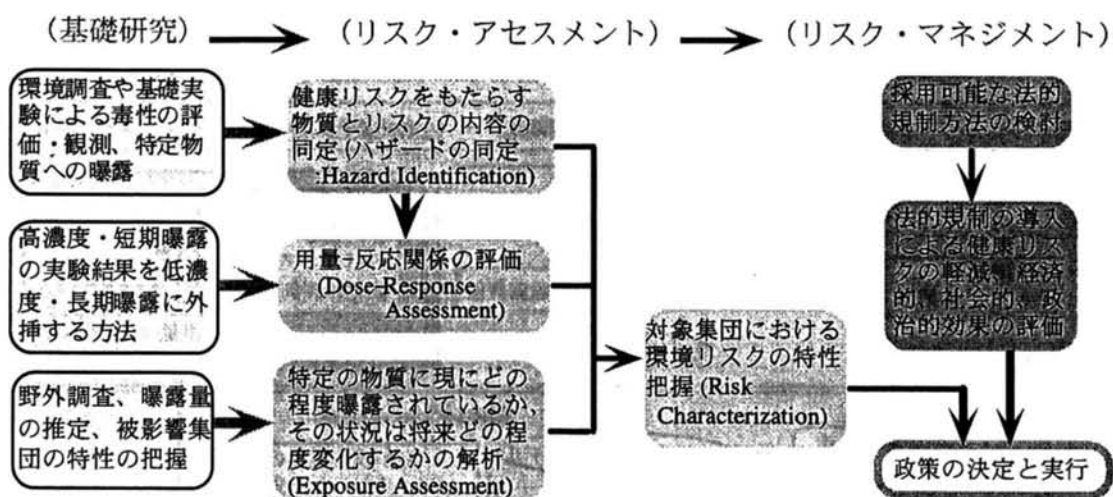 (基礎研究)
(リスク・アセスメント)
(リスク・マネジメント)
環境調査や基礎実
験による毒性の評
価・観測、特定物
質への曝露
健康リスクをもたらす
物質とリスクの内容の
同定(ハザードの同定
:Hazard Identification)
高濃度・短期曝露
の実験結果を低濃
度・長期曝露に外
挿する方法
用量-反応関係の評価
(Dose-Response
Assessment)
野外調査、曝露量
の推定、被影響集
団の特性の把握
特定の物質に現にどの
程度曝露されているか、
その状況は将来どの程
度変化するかの解析
(Exposure Assessment)
対象集団における
環境リスクの特性
把握(Risk
Characterization)
採用可能な法的
規制方法の検討
法的規制の導入
による健康リス
クの軽減、経済
的、社会的、政
治的効果の評価
政策の決定と実行